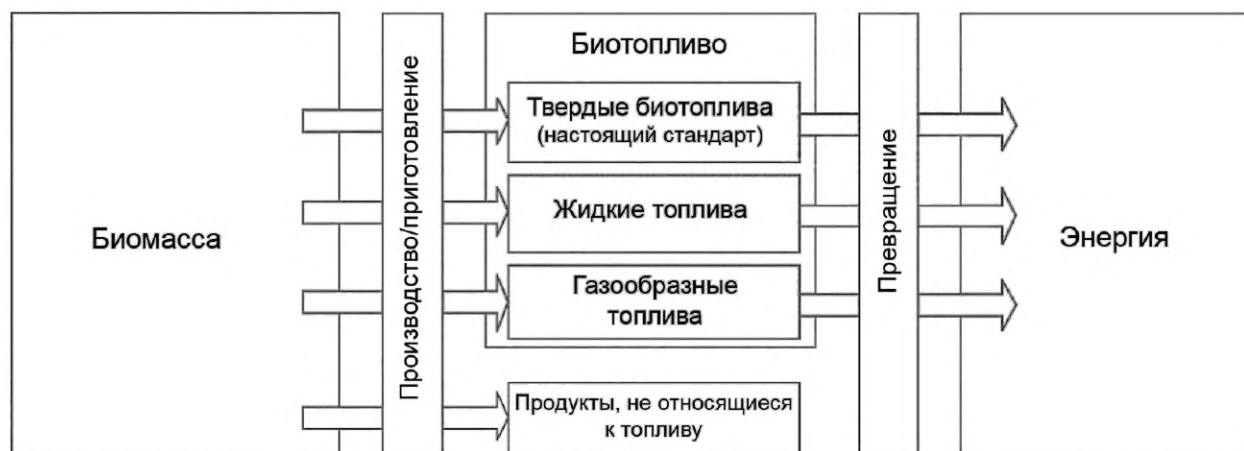 Биомасса
Производство/приготовление
Биотопливо
Твердые биотоплива
(настоящий стандарт)
Жидкие топлива
Газообразные
топлива
Продукты, не относящиеся
к топливу
Превращение
Энергия